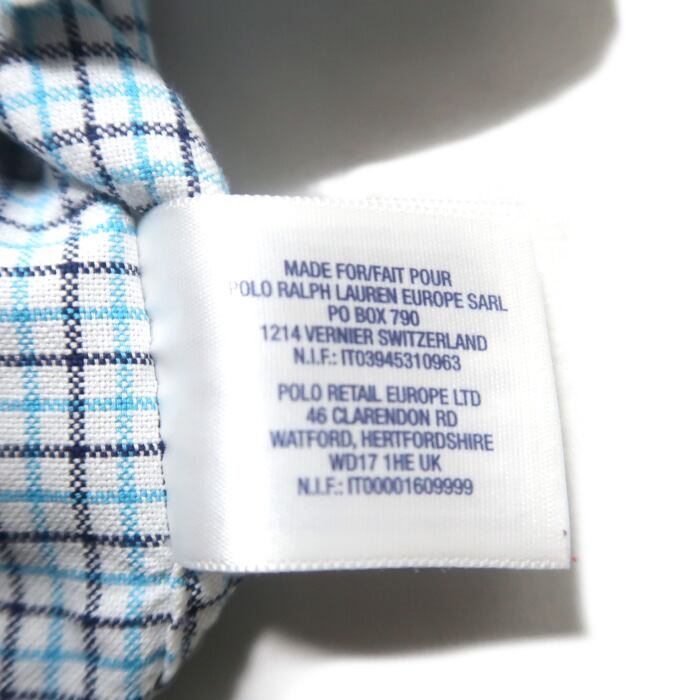 MADE FOR/FAIT POUR
POLO RALPH LAUREN EUROPE SARL
PO BOX 790
1214 VERNIER SWITZERLAND
N.I.F.: IT03945310963
POLO RETAIL EUROPE LTD
46 CLARENDON RD
WATFORD, HERTFORDSHIRE
WD17 1HE UK
N.I.F.: IT00001609999